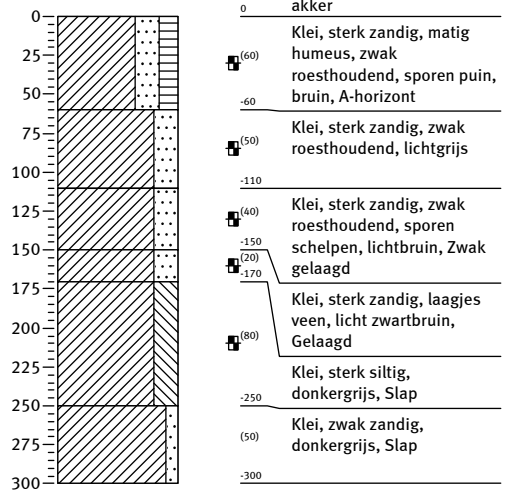 0
25
50
75
100
125
150
175
200
225
250
275
300
0
akker
(60)
Klei, sterk zandig, matig
humeus, zwak
roesthoudend, sporen puin,
bruin, A-horizont
-60
(50)
Klei, sterk zandig, zwak
roesthoudend, lichtgrijs
-110
(40)
Klei, sterk zandig, zwak
roesthoudend, sporen
schelpen, lichtbruin, Zwak
gelaagd
-150
(20)
-170
Klei, sterk zandig, laagjes
veen, licht zwartbruin,
Gelaagd
(80)
Klei, sterk siltig,
donkergrijs, Slap
-250
(50)
Klei, zwak zandig,
donkergrijs, Slap
-300